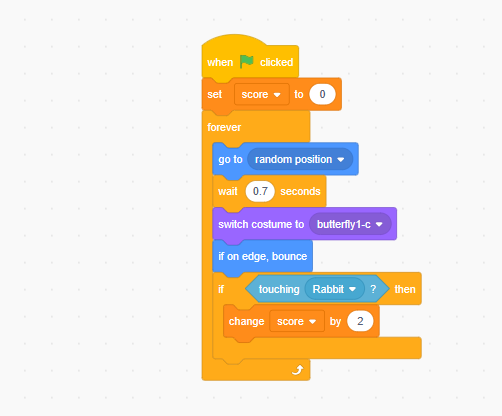 when clicked
set score to 0
forever
go to random position
wait 0.7 seconds
switch costume to butterfly1-c
if on edge, bounce
if touching Rabbit ? then
change score by 2